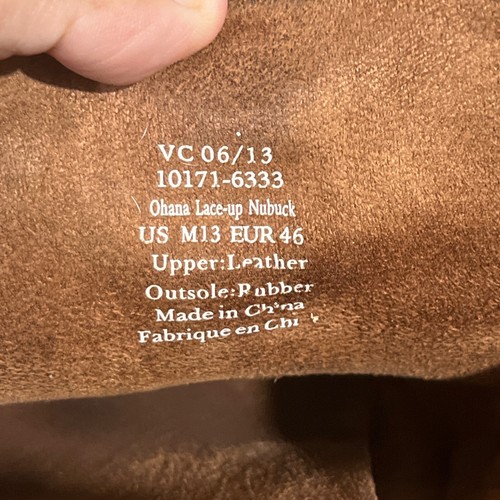 VC 06/13
10171-6333
Ohana Lace-up Nubuck
US M13 EUR 46
Upper:Leather
Outsole:Rubber
Made in China
Fabrique en Chi